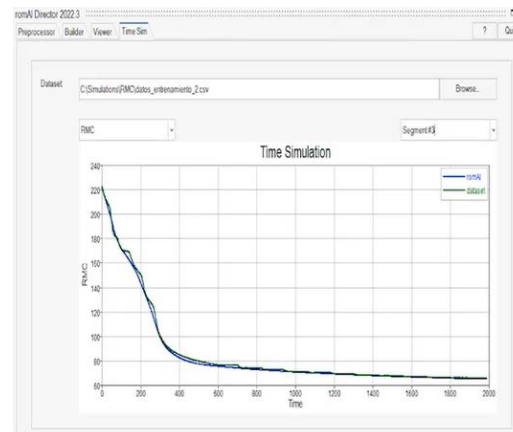 romAI Director 2022.3
Preprocessor Builder Viewer Time Sim ? Qu
Dataset C:\Simulations\RMC\datos_entrenamiento_2.csv Browse..
RMC Segment #3
Time Simulation
romAI
dataset
240
220
200
180
160
140
120
100
80
60
RMC
0 200 400 600 800 1000 1200 1400 1600 1800 2000
Time